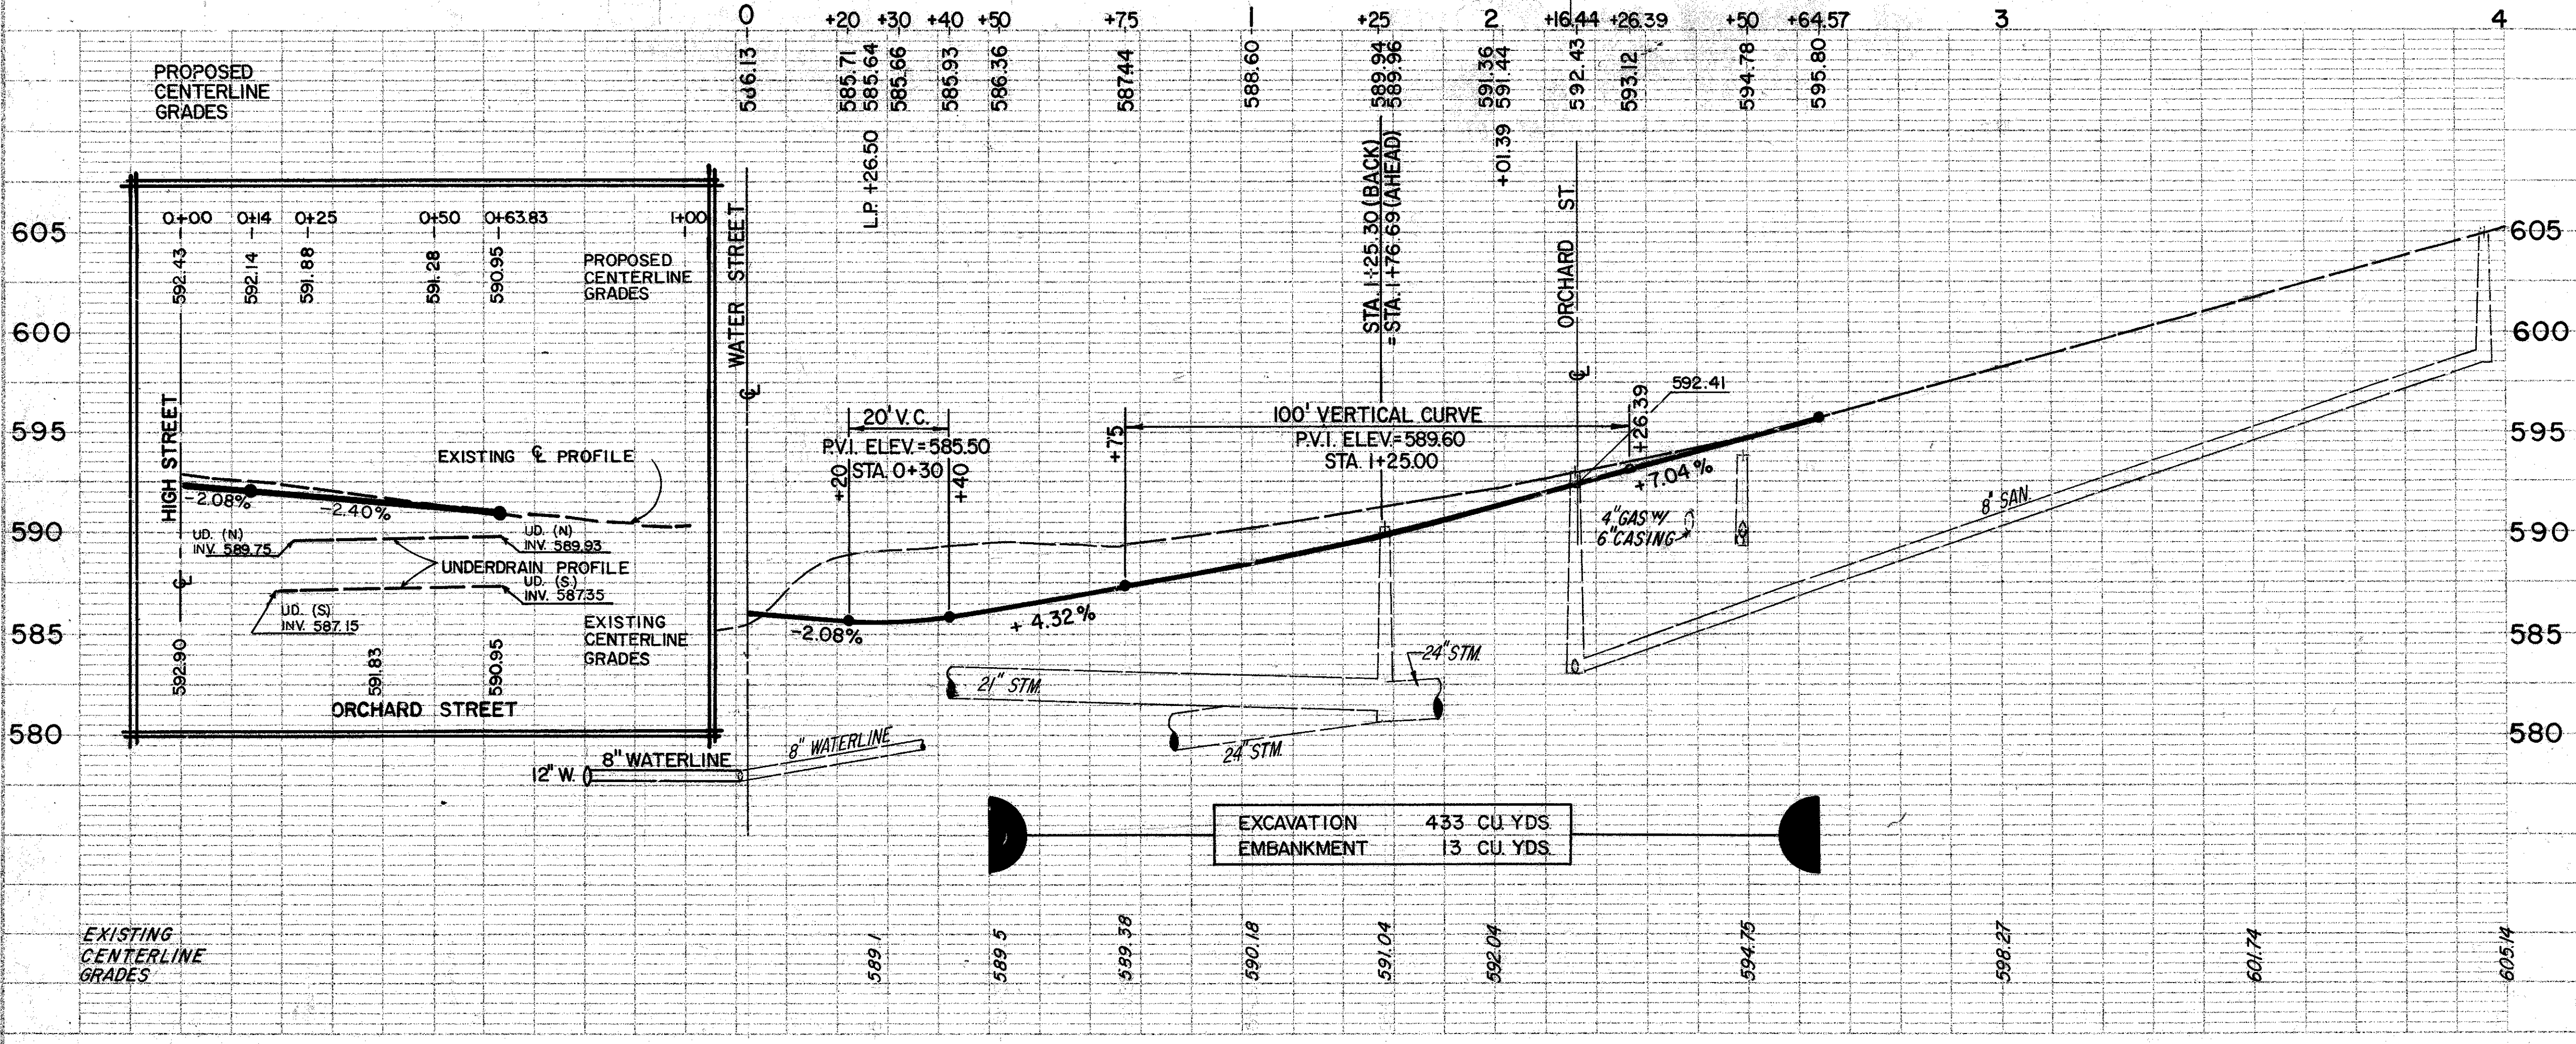 0 +20 +30 +40 +50 +75 1 +25 2 +16.44 +26.39 +50 +64.57 3 4
PROPOSED
CENTERLINE
GRADES
586.13
585.71
585.64
L.P. +26.50
585.66
585.93
586.36
587.44
588.60
589.94
589.96
591.36
591.44
+01.39
592.43
593.12
594.78
595.80
STA. 1+25.30 (BACK)
= STA. 1+76.69 (AHEAD)
ORCHARD ST.
WATER STREET
℄
℄
605
600
595
590
585
580
605
600
595
590
585
580
0+00 0+14 0+25 0+50 0+63.83 1+00
592.43
592.14
591.88
591.28
590.95
PROPOSED
CENTERLINE
GRADES
HIGH STREET
℄
EXISTING ℄ PROFILE
-2.08%
-2.40%
UD. (N)
INV. 589.75
UD. (N)
INV. 589.93
UNDERDRAIN PROFILE
UD. (S)
INV. 587.35
UD. (S)
INV. 587.15
EXISTING
CENTERLINE
GRADES
592.90
591.83
590.95
ORCHARD STREET
20' V.C.
P.V.I. ELEV.=585.50
STA. 0+30
+20
+40
+75
100' VERTICAL CURVE
P.V.I. ELEV.=589.60
STA. 1+25.00
+26.39
592.41
-2.08%
+ 4.32%
+7.04%
4" GAS W/
6" CASING
8" SAN.
21" STM.
24" STM.
24" STM.
8" WATERLINE
8" WATERLINE
12" W.
EXCAVATION 433 CU. YDS.
EMBANKMENT 13 CU. YDS.
EXISTING
CENTERLINE
GRADES
589.1
589.5
589.38
590.18
591.04
592.04
594.75
598.27
601.74
605.14